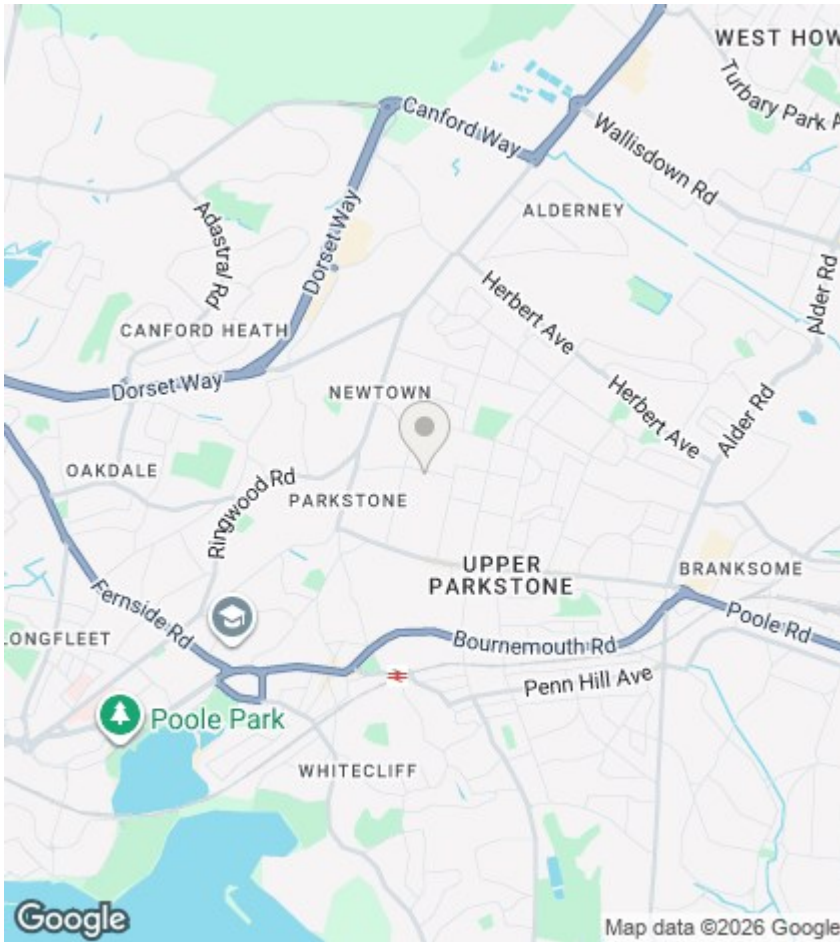 WEST HOW
Turbary Park A
Canford Way
Wallisdown Rd
ALDERNEY
Adastral Rd
Dorset Way
Alder Rd
Herbert Ave
CANFORD HEATH
Dorset Way
NEWTOWN
Herbert Ave
Alder Rd
OAKDALE
Ringwood Rd
PARKSTONE
UPPER
PARKSTONE
BRANKSOME
Fernside Rd
LONGFLEET
Bournemouth Rd
Poole Rd
Penn Hill Ave
Poole Park
WHITECLIFF
Google
Map data ©2026 Google